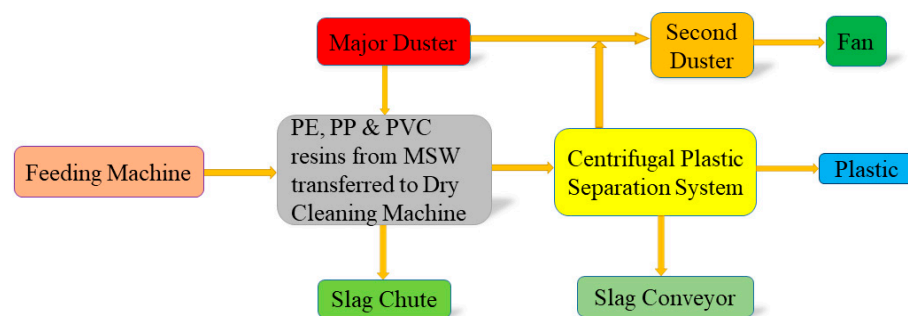 Major Duster
Second
Duster
Fan
Feeding Machine
PE, PP & PVC
resins from MSW
transferred to Dry
Cleaning Machine
Centrifugal Plastic
Separation System
Plastic
Slag Chute
Slag Conveyor